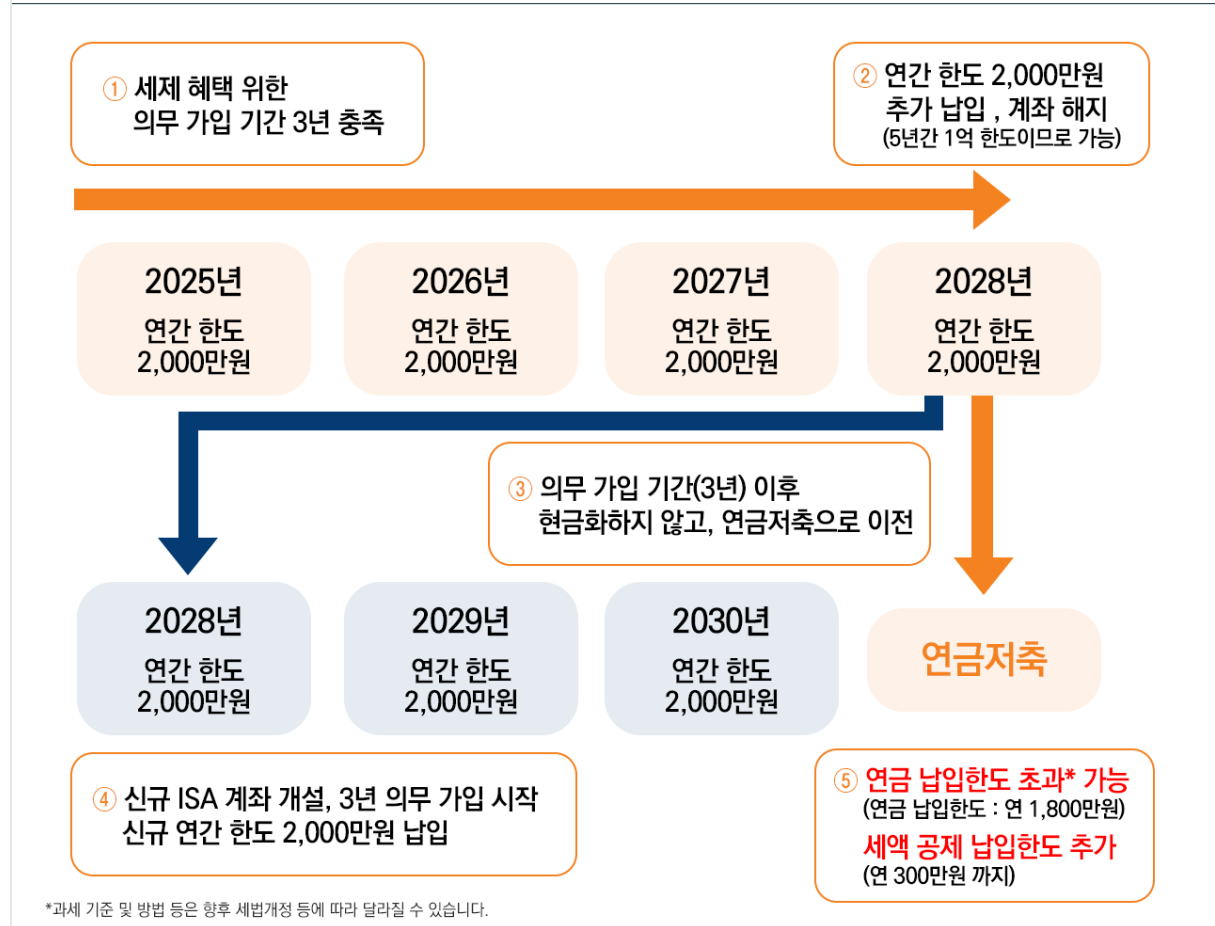 ① 세제 혜택 위한
의무 가입 기간 3년 충족
② 연간 한도 2,000만원
추가 납입 , 계좌 해지
(5년간 1억 한도이므로 가능)
2025년
연간 한도
2,000만원
2026년
연간 한도
2,000만원
2027년
연간 한도
2,000만원
2028년
연간 한도
2,000만원
③ 의무 가입 기간(3년) 이후
현금화하지 않고, 연금저축으로 이전
2028년
연간 한도
2,000만원
2029년
연간 한도
2,000만원
2030년
연간 한도
2,000만원
연금저축
④ 신규 ISA 계좌 개설, 3년 의무 가입 시작
신규 연간 한도 2,000만원 납입
⑤ 연금 납입한도 초과* 가능
(연금 납입한도 : 연 1,800만원)
세액 공제 납입한도 추가
(연 300만원 까지)
*과세 기준 및 방법 등은 향후 세법개정 등에 따라 달라질 수 있습니다.